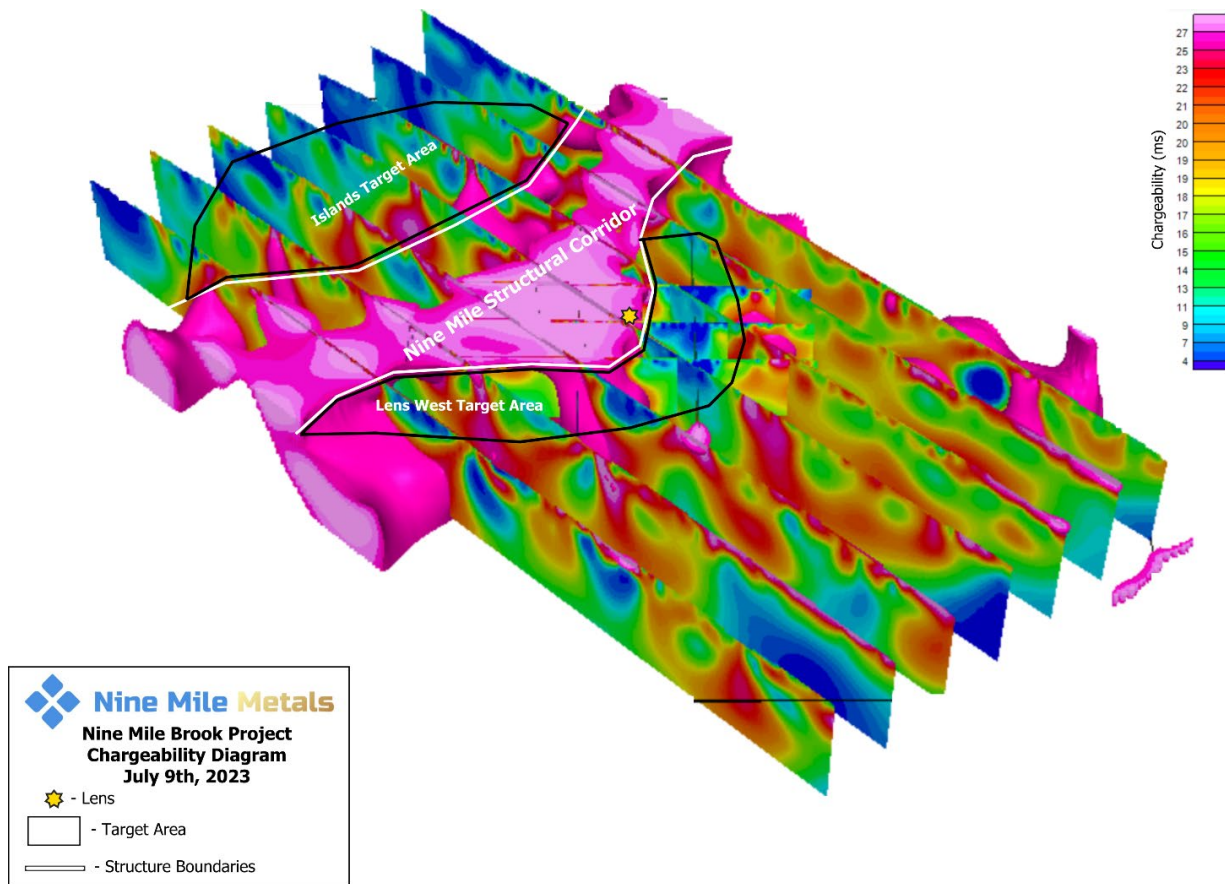 27
25
23
22
21
20
19
18
17
16
15
14
13
11
9
7
4
Chargeability (ms)
Islands Target Area
Nine Mile Structural Corridor
Lens West Target Area
Nine Mile Metals
Nine Mile Brook Project
Chargeability Diagram
July 9th, 2023
- Lens
- Target Area
- Structure Boundaries